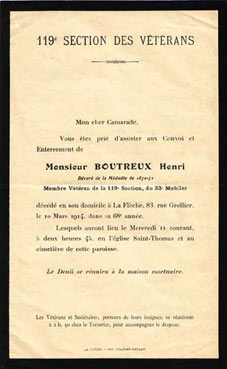 119e SECTION DES VÉTÉRANS
Mon cher Camarade,
Vous êtes prié d'assister aux Convoi et
Enterrement de
Monsieur BOUTREUX Henri
Décoré de la Médaille de 1870-71
Membre Vétéran de la 119e Section, du 33e Mobiles
décédé en son domicile à La Flèche, 83, rue Grollier,
le 10 Mars 1914, dans sa 68e année.
Lesquels auront lieu le Mercredi 11 courant,
à deux heures 45, en l'église Saint-Thomas et au
cimetière de cette paroisse.
Le Deuil se réunira à la maison mortuaire.
Les Vétérans et Sociétaires, porteurs de leurs insignes, se réuniront
à 2 h. 30 chez le Trésorier, pour accompagner le drapeau.
LA FLÈCHE